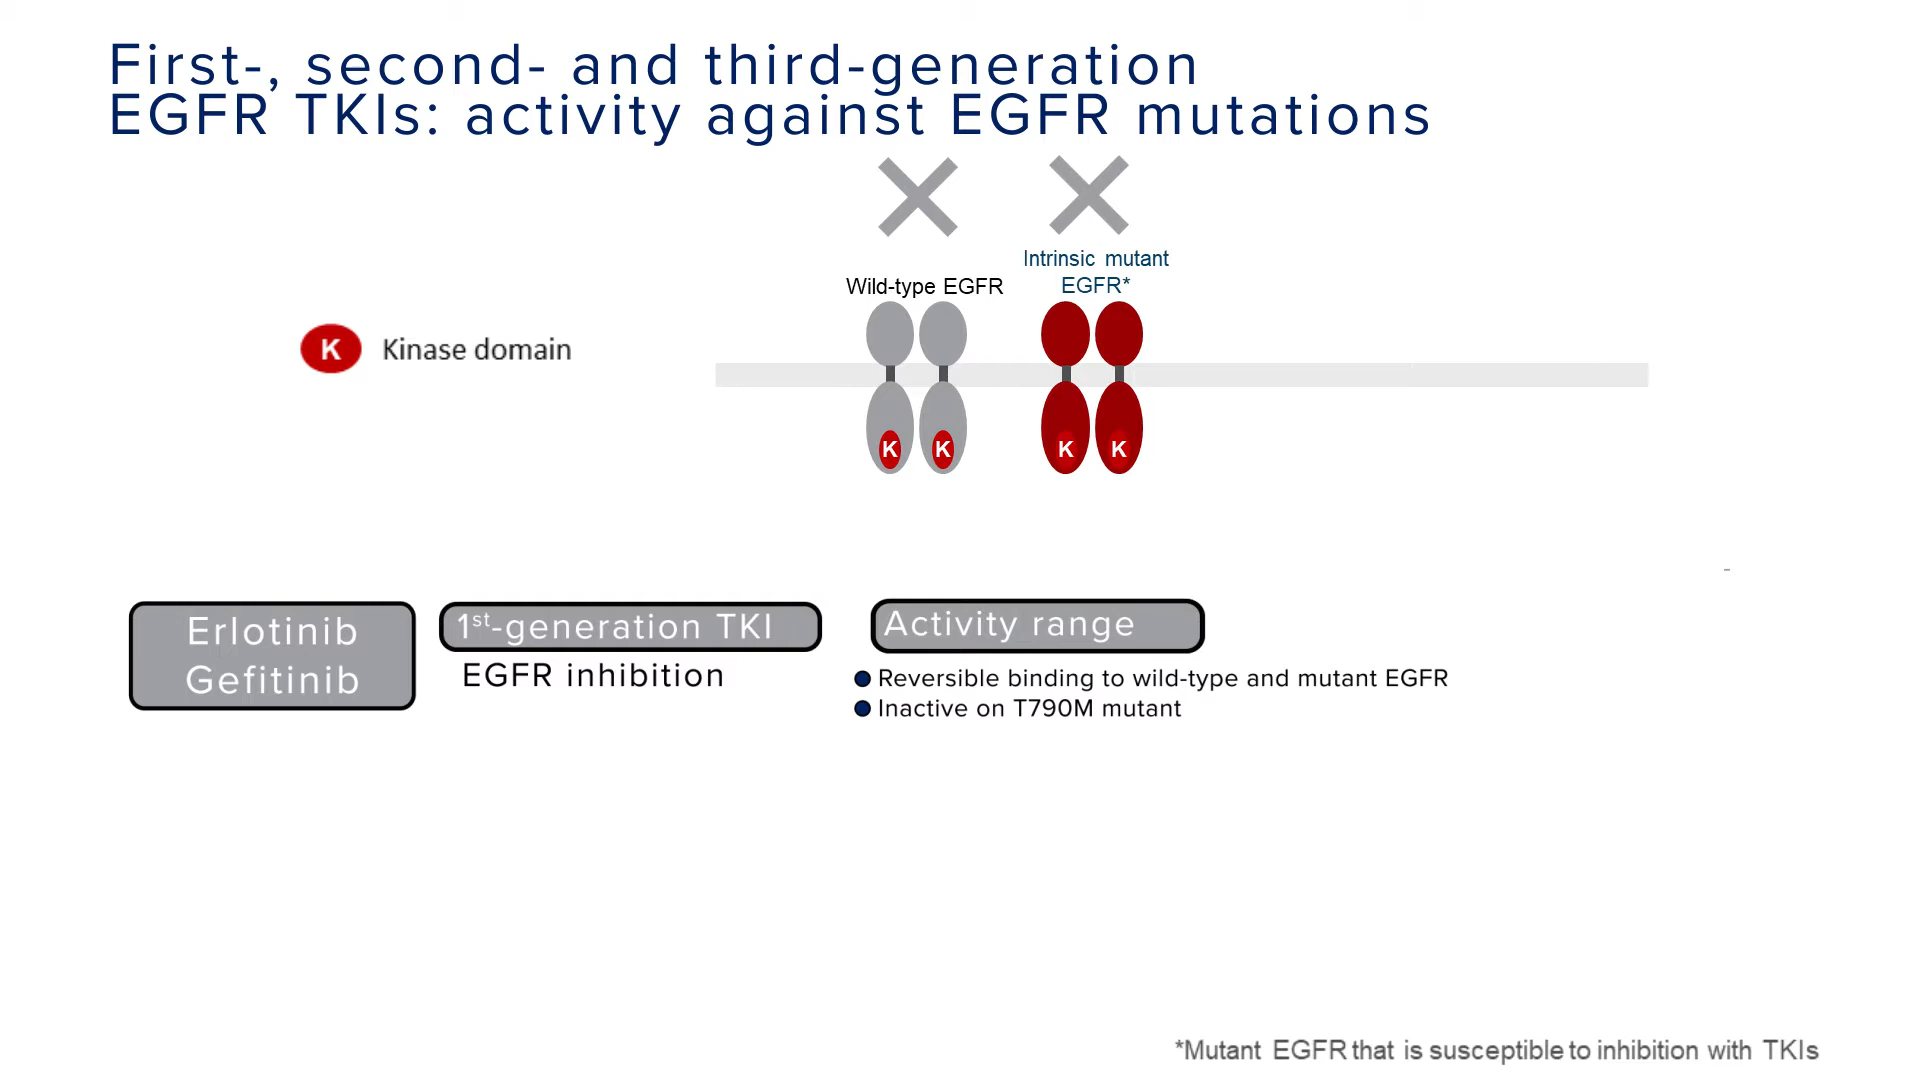 First-, second- and third-generation
EGFR TKIs: activity against EGFR mutations
Wild-type EGFR
Intrinsic mutant
EGFR*
K Kinase domain
K K K K
Erlotinib
Gefitinib
1st-generation TKI
EGFR inhibition
Activity range
Reversible binding to wild-type and mutant EGFR
Inactive on T790M mutant
*Mutant EGFR that is susceptible to inhibition with TKIs